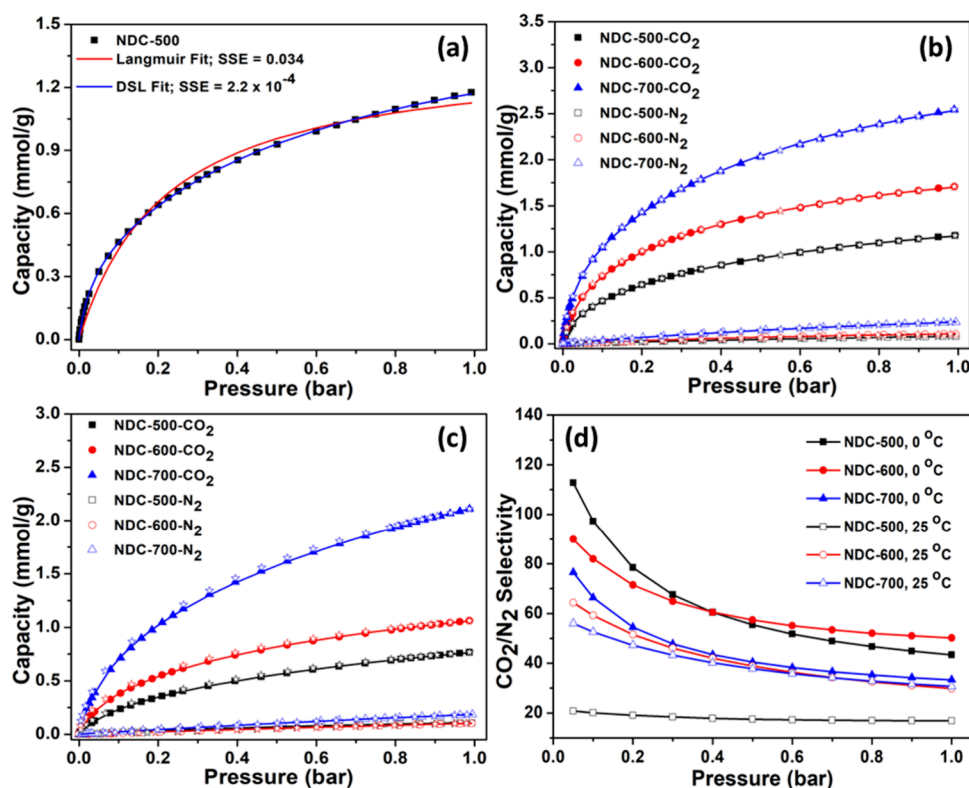 (a)
NDC-500
Langmuir Fit; SSE = 0.034
DSL Fit; SSE = 2.2 x 10⁻⁴
Capacity (mmol/g)
1.5
1.2
0.9
0.6
0.3
0.0
0.0 0.2 0.4 0.6 0.8 1.0
Pressure (bar)
(b)
NDC-500-CO₂
NDC-600-CO₂
NDC-700-CO₂
NDC-500-N₂
NDC-600-N₂
NDC-700-N₂
Capacity (mmol/g)
3.0
2.5
2.0
1.5
1.0
0.5
0.0
0.0 0.2 0.4 0.6 0.8 1.0
Pressure (bar)
(c)
NDC-500-CO₂
NDC-600-CO₂
NDC-700-CO₂
NDC-500-N₂
NDC-600-N₂
NDC-700-N₂
Capacity (mmol/g)
3.0
2.5
2.0
1.5
1.0
0.5
0.0
0.0 0.2 0.4 0.6 0.8 1.0
Pressure (bar)
(d)
NDC-500, 0 °C
NDC-600, 0 °C
NDC-700, 0 °C
NDC-500, 25 °C
NDC-600, 25 °C
NDC-700, 25 °C
CO₂/N₂ Selectivity
140
120
100
80
60
40
20
0.0 0.2 0.4 0.6 0.8 1.0
Pressure (bar)